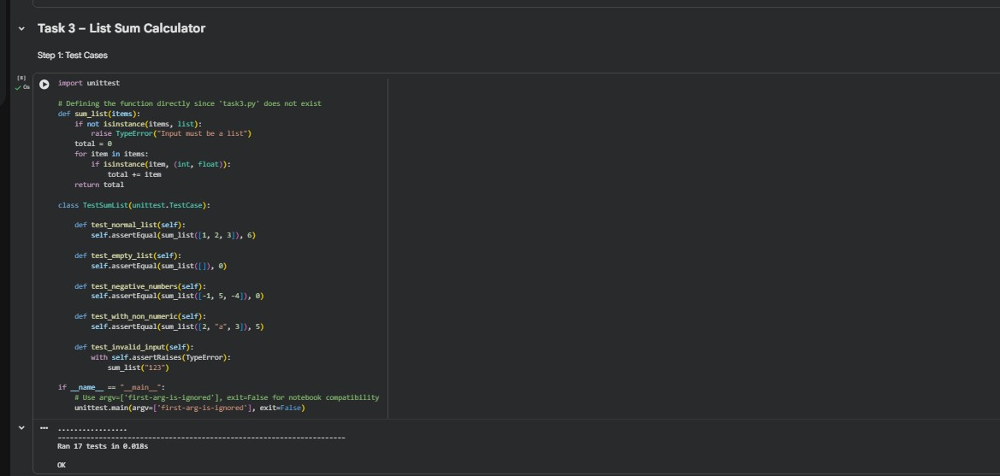 Task 3 – List Sum Calculator
Step 1: Test Cases
[8]
0s
import unittest
# Defining the function directly since 'task3.py' does not exist
def sum_list(items):
    if not isinstance(items, list):
        raise TypeError("Input must be a list")
    total = 0
    for item in items:
        if isinstance(item, (int, float)):
            total += item
    return total
class TestSumList(unittest.TestCase):
    def test_normal_list(self):
        self.assertEqual(sum_list([1, 2, 3]), 6)
    def test_empty_list(self):
        self.assertEqual(sum_list([]), 0)
    def test_negative_numbers(self):
        self.assertEqual(sum_list([-1, 5, -4]), 0)
    def test_with_non_numeric(self):
        self.assertEqual(sum_list([2, "a", 3]), 5)
    def test_invalid_input(self):
        with self.assertRaises(TypeError):
            sum_list("123")
if __name__ == "__main__":
    # Use argv=['first-arg-is-ignored'], exit=False for notebook compatibility
    unittest.main(argv=['first-arg-is-ignored'], exit=False)
.................
----------------------------------------------------------------------
Ran 17 tests in 0.018s
OK